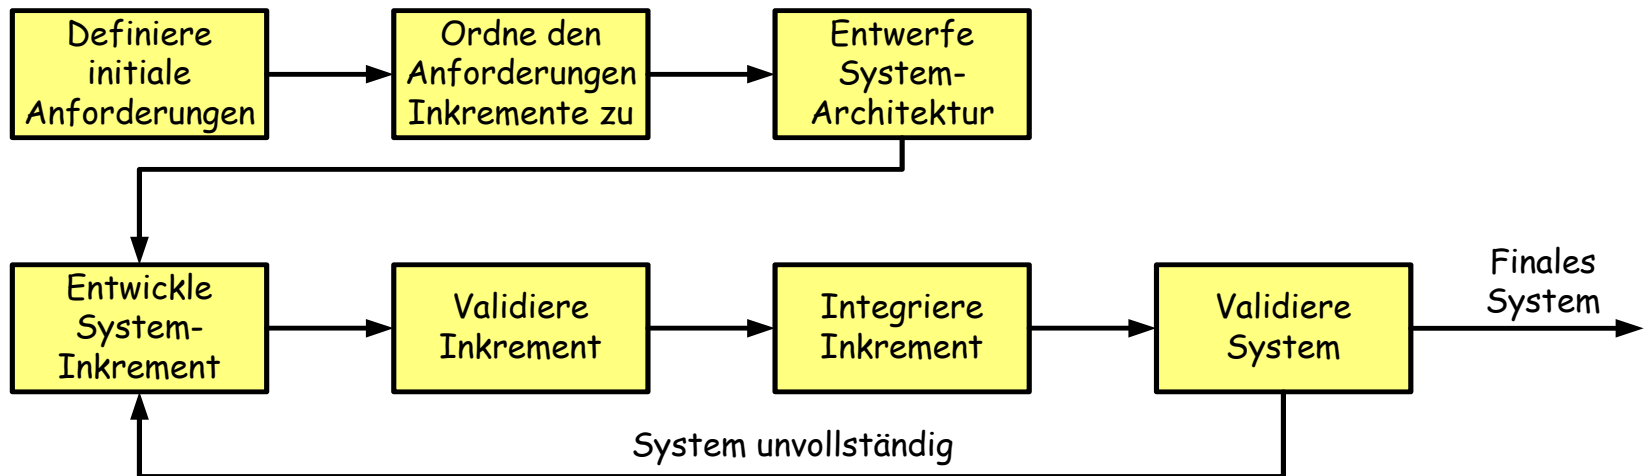 Definiere
initiale
Anforderungen
Ordne den
Anforderungen
Inkremente zu
Entwerfe
System-
Architektur
Entwickle
System-
Inkrement
Validiere
Inkrement
Integriere
Inkrement
Validiere
System
Finales
System
System unvollständig